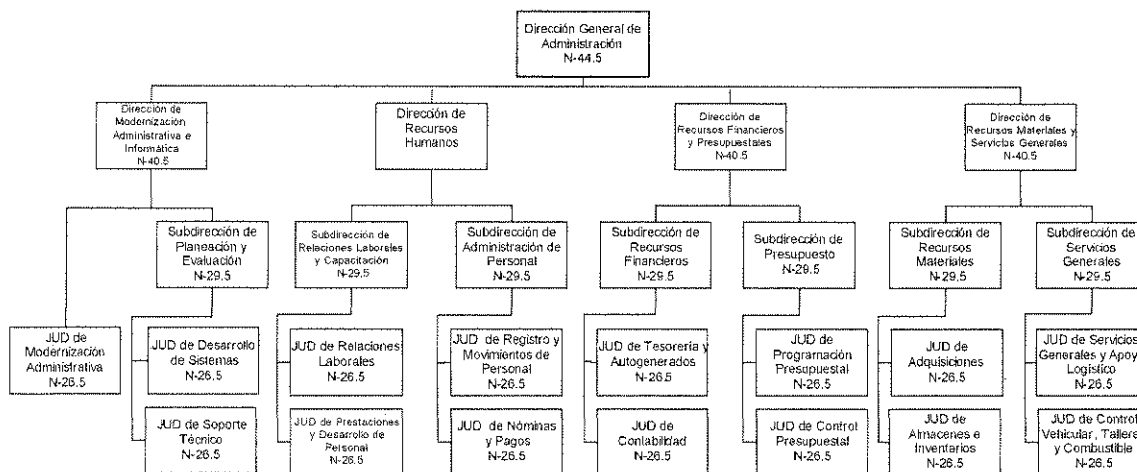 Dirección General de
Administración
N-44.5
Dirección de
Modernización
Administrativa e
Informática
N-40.5
Dirección de
Recursos
Humanos
Dirección de
Recursos Financieros
y Presupuestales
N-40.5
Dirección de
Recursos Materiales y
Servicios Generales
N-40.5
Subdirección de
Planeación y
Evaluación
N-29.5
Subdirección de
Relaciones Laborales
y Capacitación
N-29.5
Subdirección de
Administración de
Personal
N-29.5
Subdirección de
Recursos
Financieros
N-29.5
Subdirección de
Presupuesto
N-29.5
Subdirección de
Recursos
Materiales
N-29.5
Subdirección de
Servicios
Generales
N-29.5
JUD de
Modernización
Administrativa
N-26.5
JUD de Desarrollo
de Sistemas
N-26.5
JUD de Relaciones
Laborales
N-26.5
JUD de Registro y
Movimientos de
Personal
N-26.5
JUD de Tesorería y
Autogenerados
N-26.5
JUD de
Programación
Presupuestal
N-26.5
JUD de
Adquisiciones
N-26.5
JUD de Servicios
Generales y Apoy
Logístico
N-26.5
JUD de Soporte
Técnico
N-26.5
JUD de Prestaciones
y Desarrollo de
Personal
N-26.5
JUD de Nóminas
y Pagos
N-26.5
JUD de
Contabilidad
N-26.5
JUD de Control
Presupuestal
N-26.5
JUD de
Almacenes e
Inventarios
N-26.5
JUD de Control
Vehicular, Tallere
y Combustible
N-26.5